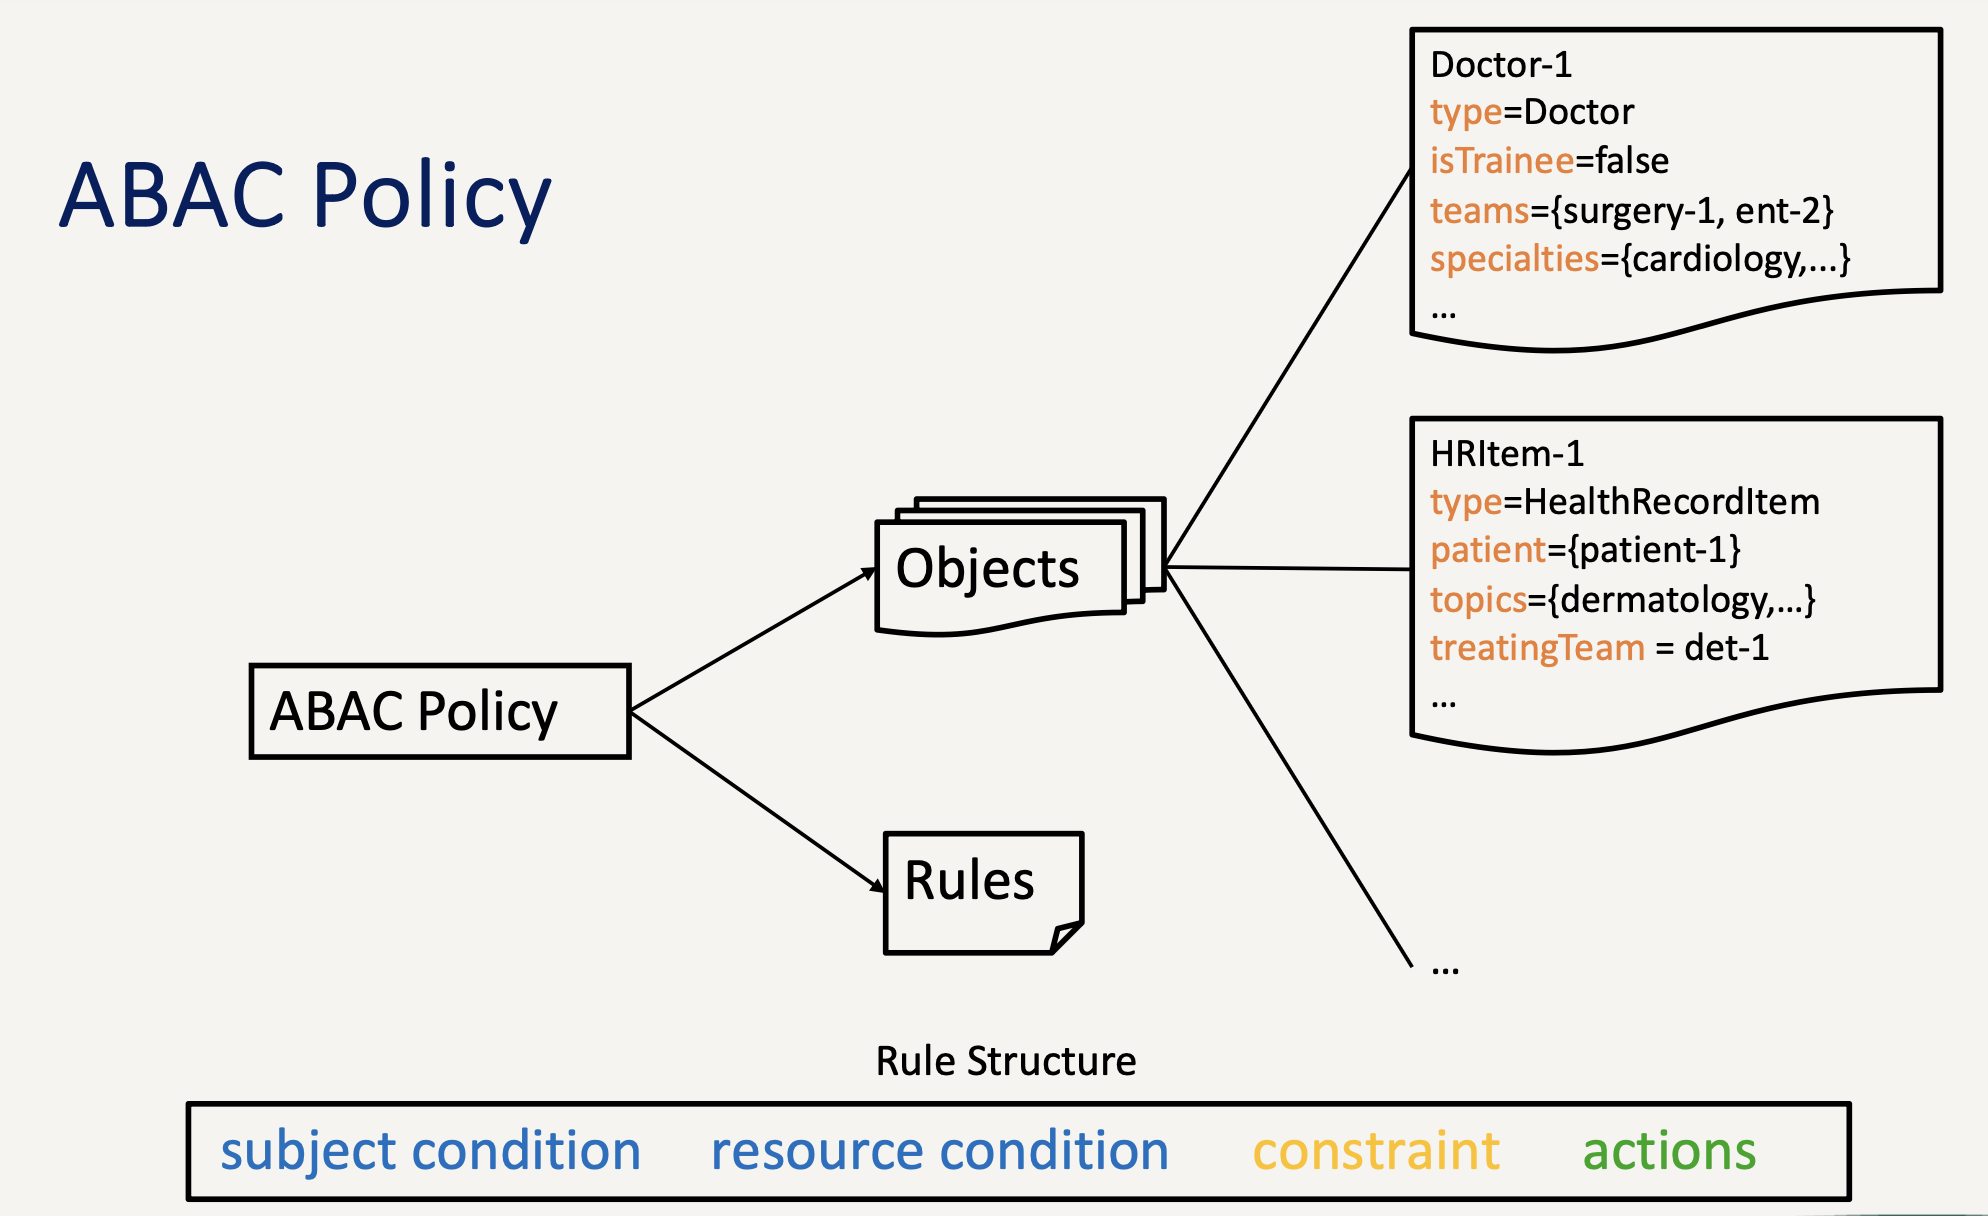 ABAC Policy
Doctor-1
type=Doctor
isTrainee=false
teams={surgery-1, ent-2}
specialties={cardiology,...}
...
HRItem-1
type=HealthRecordItem
patient={patient-1}
topics={dermatology,...}
treatingTeam = det-1
...
Objects
ABAC Policy
Rules
...
Rule Structure
subject condition resource condition constraint actions